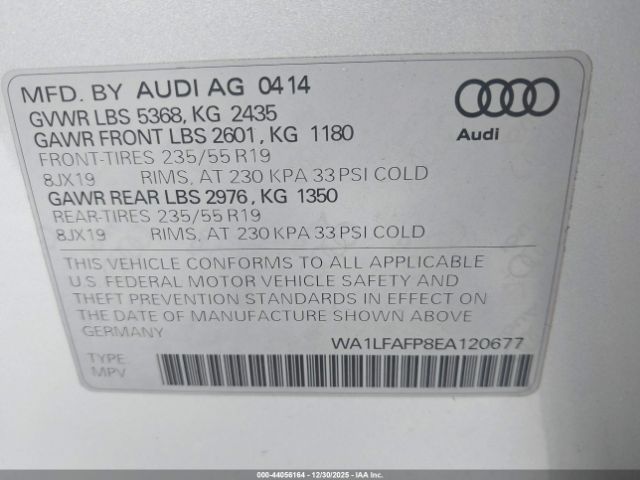 MFD. BY AUDI AG 0414
GVWR LBS 5368, KG 2435
GAWR FRONT LBS 2601, KG 1180
FRONT-TIRES 235/55 R19
8JX19 RIMS, AT 230 KPA 33 PSI COLD
GAWR REAR LBS 2976, KG 1350
REAR-TIRES 235/55 R19
8JX19 RIMS, AT 230 KPA 33 PSI COLD
Audi
THIS VEHICLE CONFORMS TO ALL APPLICABLE
U.S. FEDERAL MOTOR VEHICLE SAFETY AND
THEFT PREVENTION STANDARDS IN EFFECT ON
THE DATE OF MANUFACTURE SHOWN ABOVE.
GERMANY
WA1LFAFP8EA120677
TYPE:
MPV
000-44056164 - 12/30/2025 - IAA Inc.